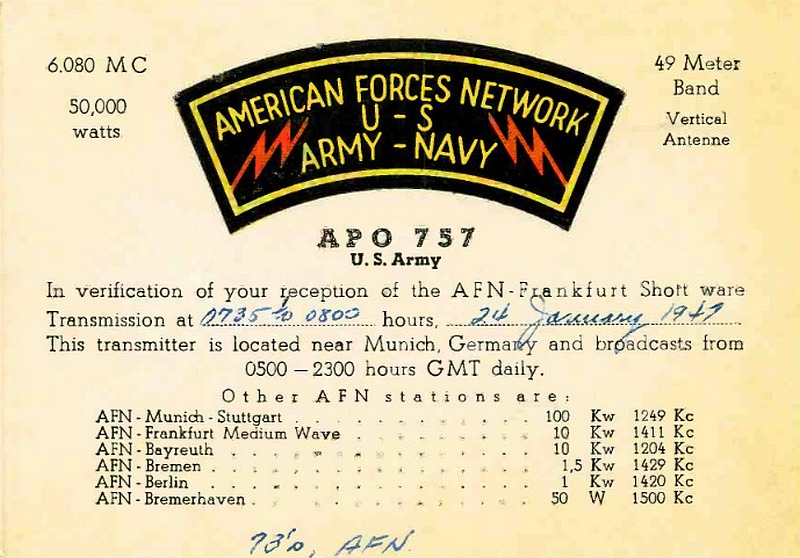 6.080 MC
50,000
watts
AMERICAN FORCES NETWORK
U - S
ARMY - NAVY
49 Meter
Band
Vertical
Antenne
APO 757
U.S. Army
In verification of your reception of the AFN-Frankfurt Short ware
Transmission at 0735 to 0800 hours, 24 January 1947
This transmitter is located near Munich, Germany and broadcasts from
0500 – 2300 hours GMT daily.
Other AFN stations are:
AFN - Munich - Stuttgart . . . . . . . . . . . . . 100 Kw 1249 Kc
AFN - Frankfurt Medium Wave . . . . . . . . . . 10 Kw 1411 Kc
AFN - Bayreuth . . . . . . . . . . . . . . . . 10 Kw 1204 Kc
AFN - Bremen . . . . . . . . . . . . . . . . 1,5 Kw 1429 Kc
AFN - Berlin . . . . . . . . . . . . . . . . . 1 Kw 1420 Kc
AFN - Bremerhaven . . . . . . . . . . . . . . . 50 W 1500 Kc
73's, AFN.